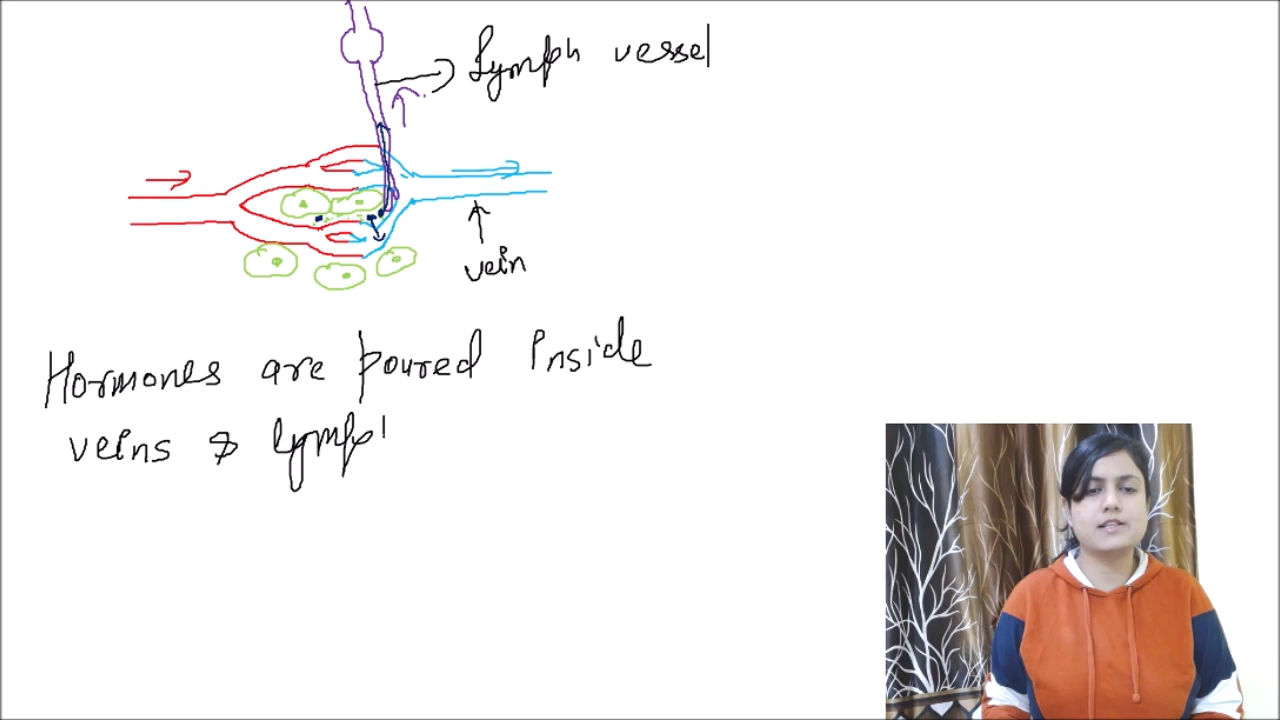 Lymph vessel
vein
Hormones are poured inside
veins & lymph